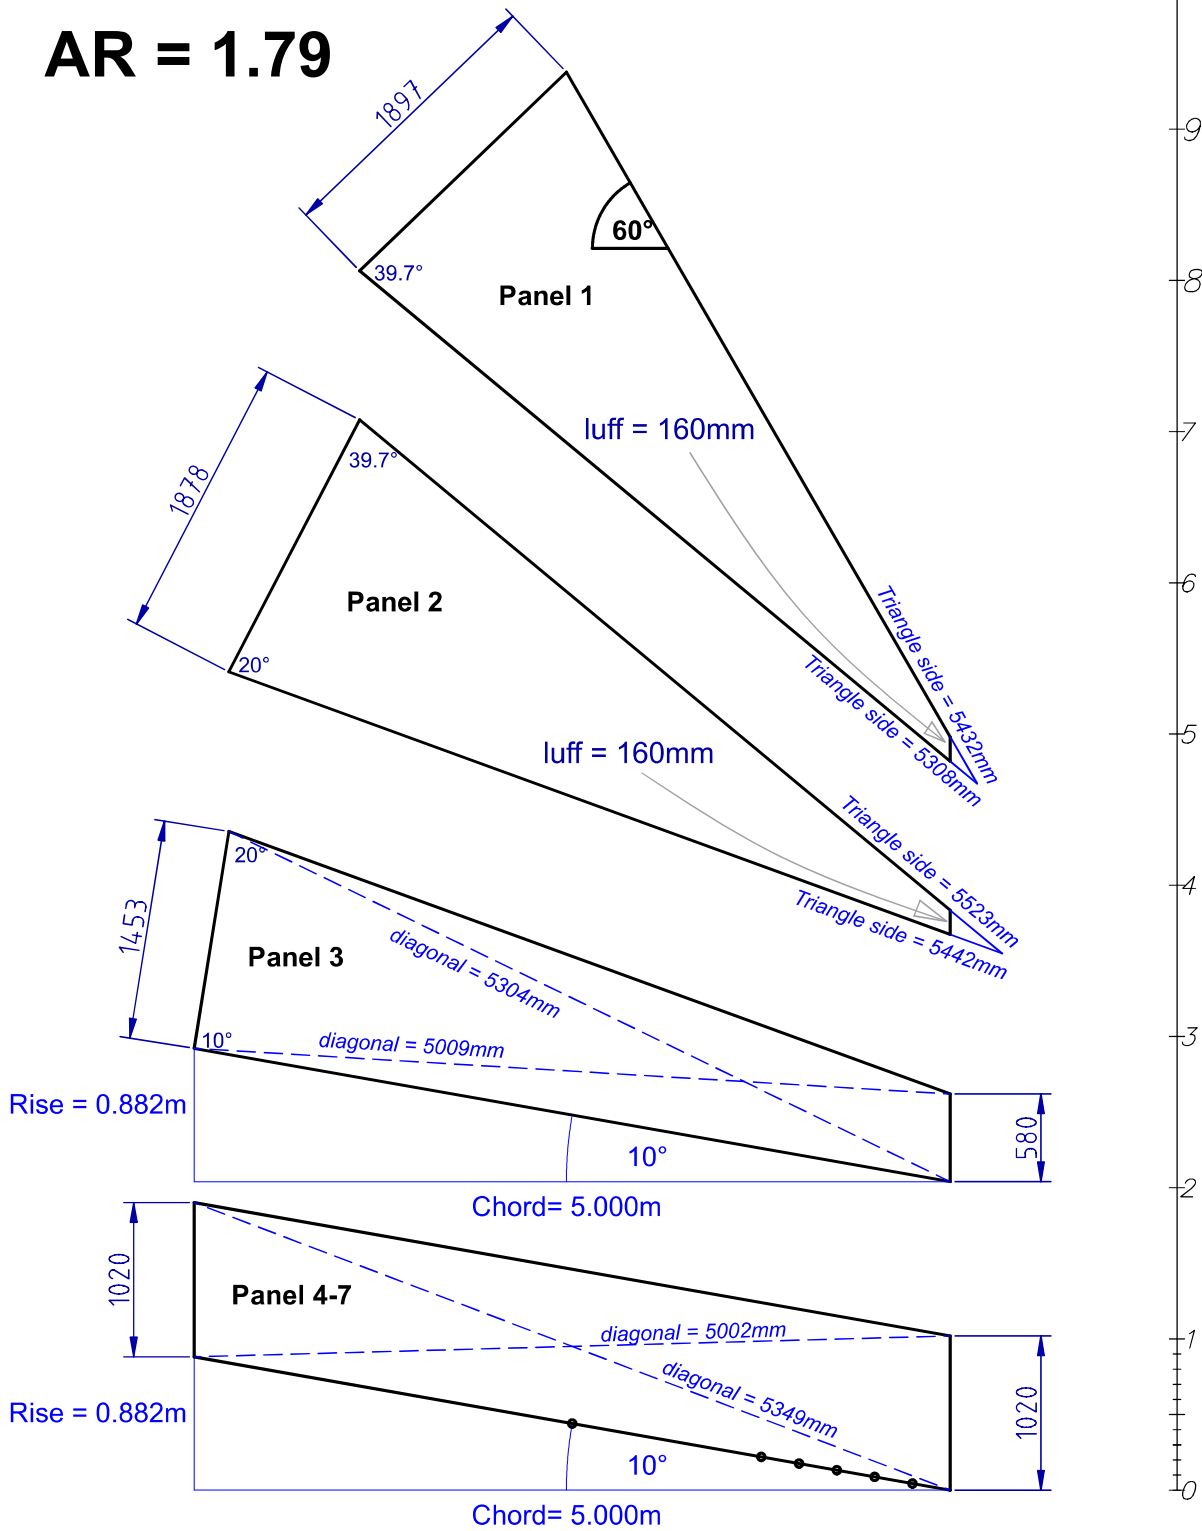 AR = 1.79
1897
9
60°
39.7°
8
Panel 1
luff = 160mm
7
39.7°
1878
Panel 2
6
20°
Triangle side = 5432mm
Triangle side = 5308mm
5
luff = 160mm
Triangle side = 5523mm
4
20°
Triangle side = 5442mm
1453
Panel 3
diagonal = 5304mm
10°
diagonal = 5009mm
3
Rise = 0.882m
580
10°
2
Chord= 5.000m
1020
Panel 4-7
diagonal = 5002mm
1
diagonal = 5349mm
1020
Rise = 0.882m
10°
0
Chord= 5.000m